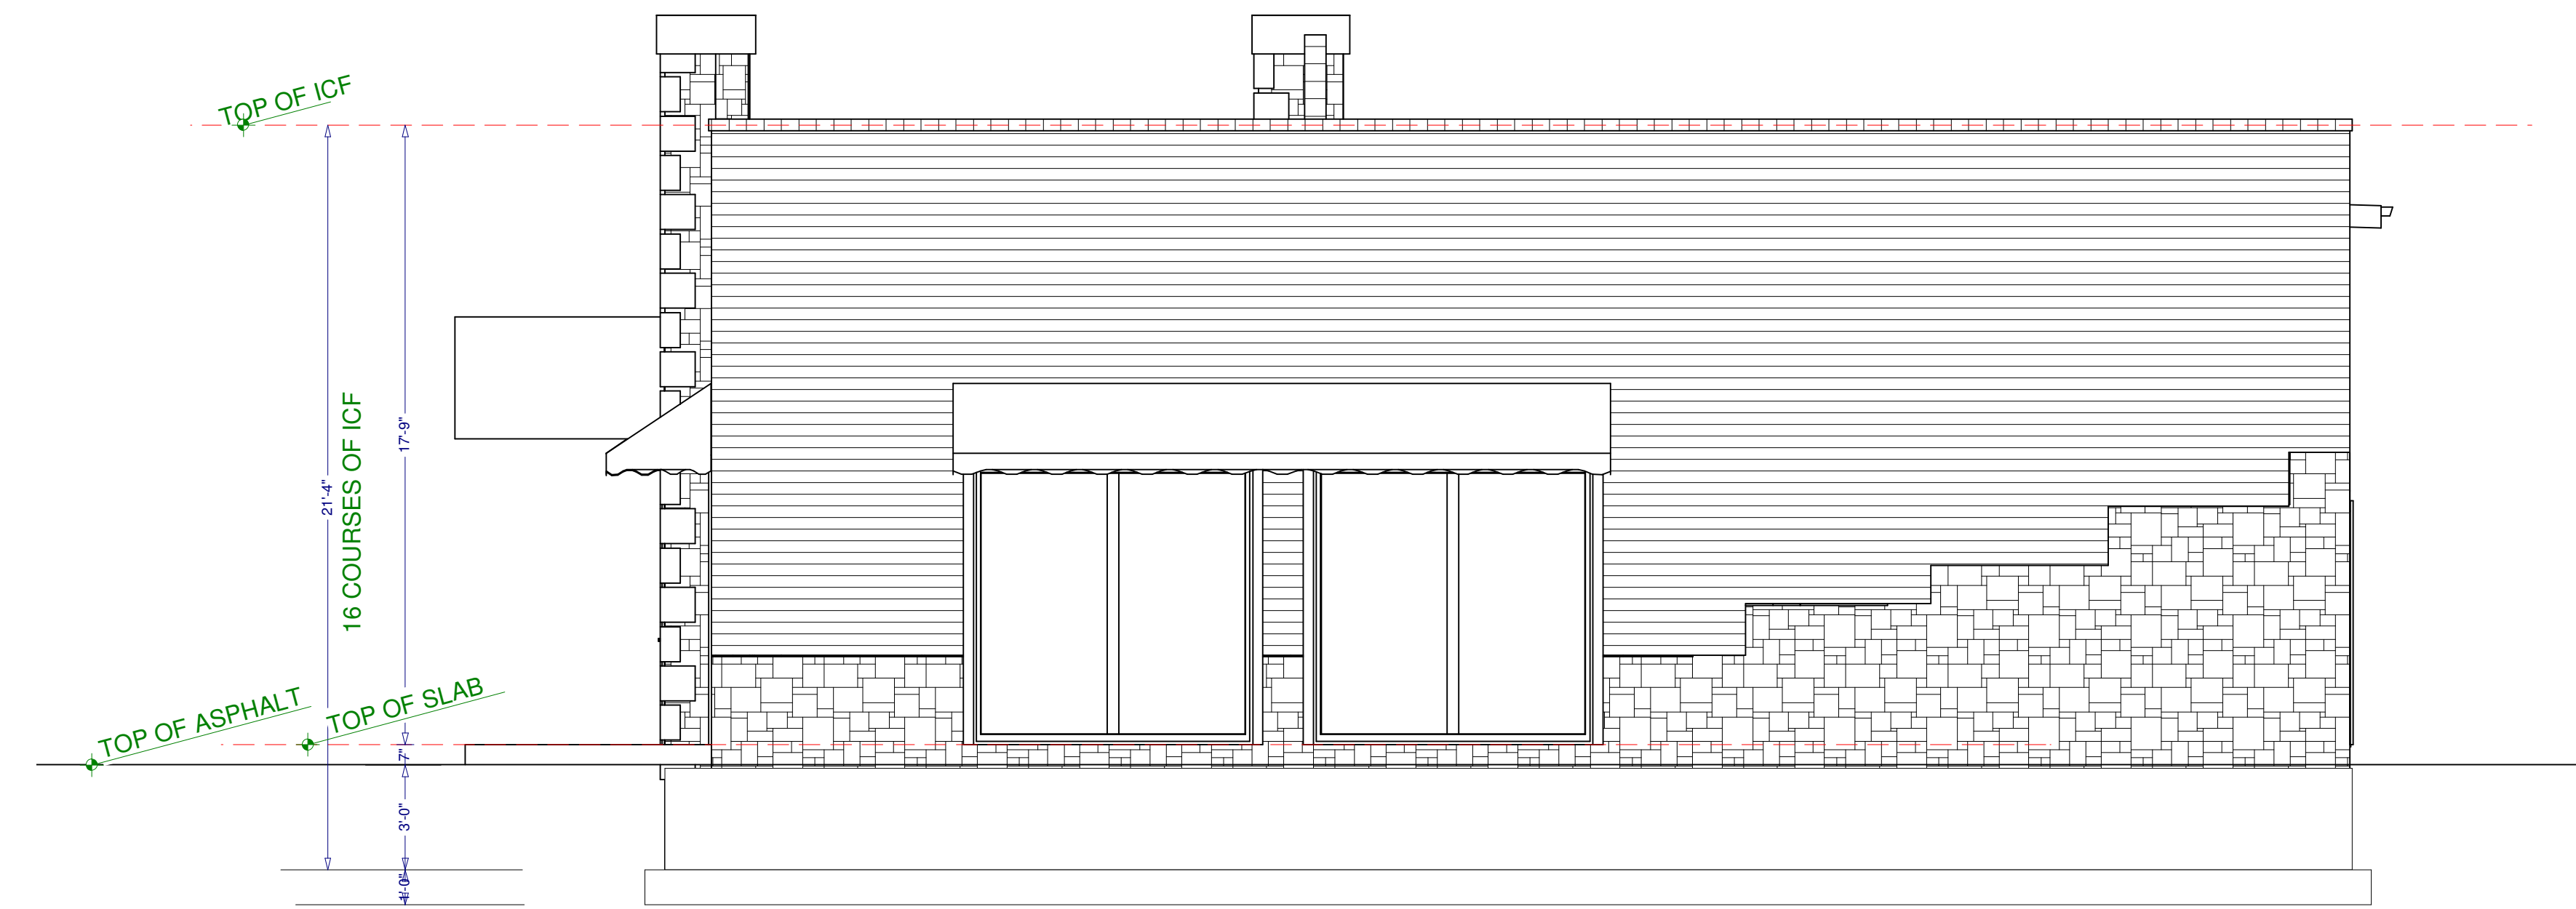 TOP OF ICF
16 COURSES OF ICF
21'-4"
17'-9"
TOP OF SLAB
TOP OF ASPHALT
7"
3'-0"
1'-0"